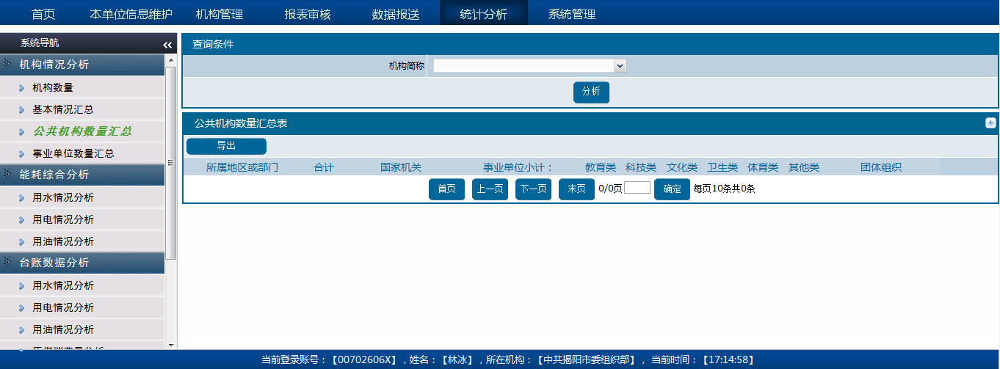 首页 本单位信息维护 机构管理 报表审核 数据报送 统计分析 系统管理
系统导航
机构情况分析
机构数量
基本情况汇总
公共机构数量汇总
事业单位数量汇总
能耗综合分析
用水情况分析
用电情况分析
用油情况分析
台账数据分析
用水情况分析
用电情况分析
用油情况分析
查询条件
机构简称
分析
公共机构数量汇总表
导出
所属地区或部门 合计 国家机关 事业单位小计： 教育类 科技类 文化类 卫生类 体育类 其他类 团体组织
首页 上一页 下一页 末页 0/0页 确定 每页10条共0条
当前登录账号：【00702606X】，姓名：【林冰】，所在机构：【中共揭阳市委组织部】， 当前时间：【17:14:58】